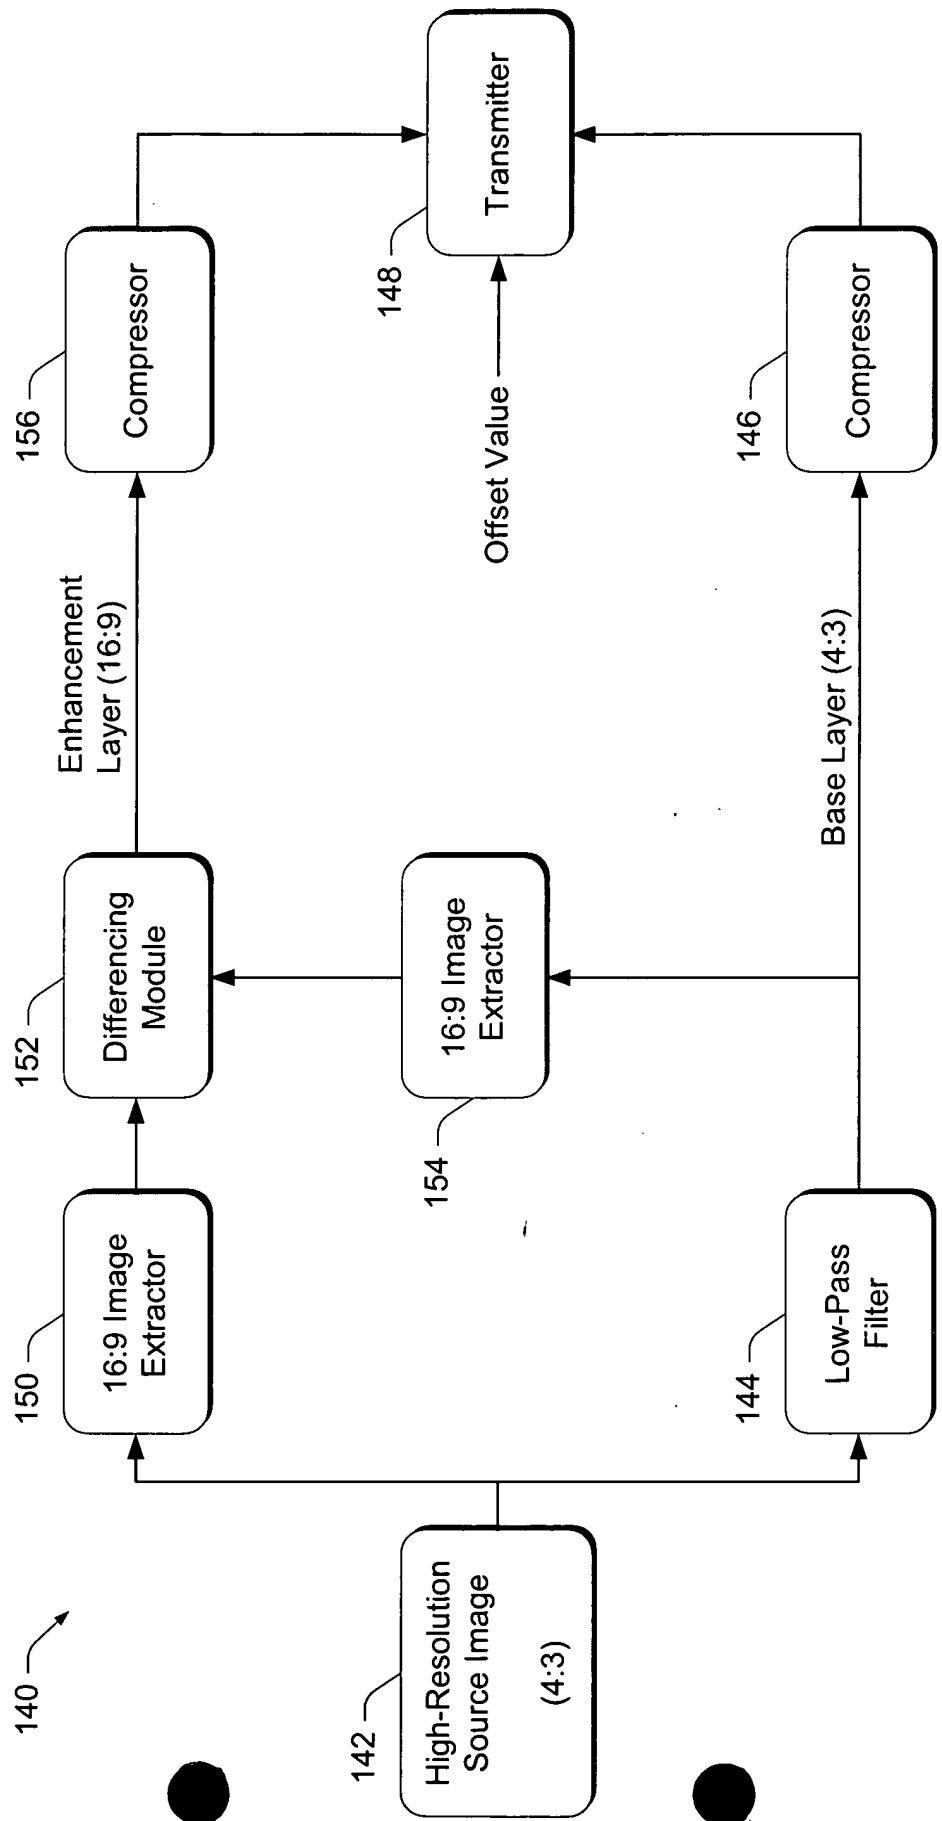 140
142
High-Resolution
Source Image
(4:3)
150
16:9 Image
Extractor
152
Differencing
Module
Enhancement
Layer (16:9)
156
Compressor
154
16:9 Image
Extractor
Offset Value
148
Transmitter
144
Low-Pass
Filter
Base Layer (4:3)
146
Compressor